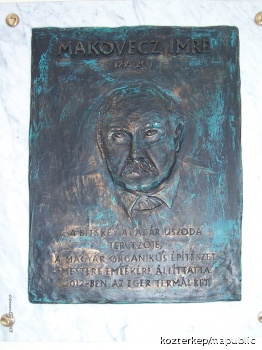 MAKOVECZ IMRE
A BITSKEY ALADÁR USZODA
TERVEZŐJE,
A MAGYAR ORGANIKUS ÉPÍTÉSZET
MESTERE EMLÉKÉRE ÁLLÍTTATTA
2012-BEN AZ EGER TERMÁL KFT.
kozterkep/mapublic